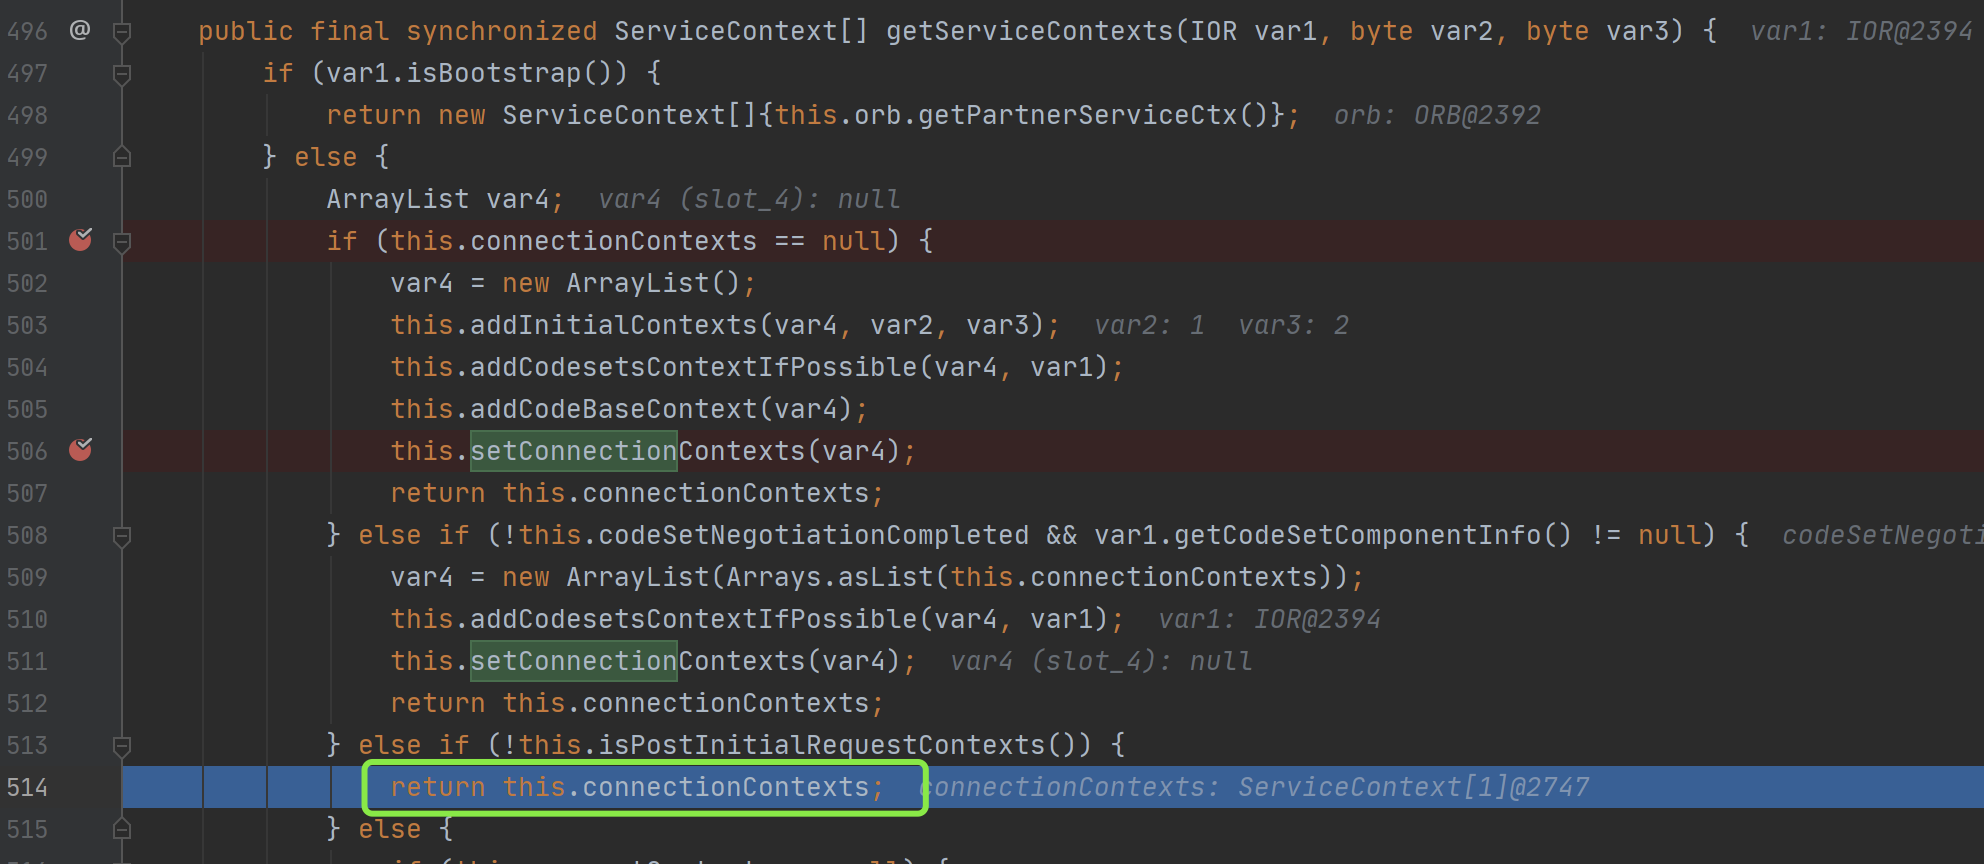 496 @ public final synchronized ServiceContext[] getServiceContexts(IOR var1, byte var2, byte var3) { var1: IOR@2394
497 if (var1.isBootstrap()) {
498 return new ServiceContext[]{this.orb.getPartnerServiceCtx()}; orb: ORB@2392
499 } else {
500 ArrayList var4; var4 (slot_4): null
501 if (this.connectionContexts == null) {
502 var4 = new ArrayList();
503 this.addInitialContexts(var4, var2, var3); var2: 1 var3: 2
504 this.addCodesetsContextIfPossible(var4, var1);
505 this.addCodeBaseContext(var4);
506 this.setConnectionContexts(var4);
507 return this.connectionContexts;
508 } else if (!this.codeSetNegotiationCompleted && var1.getCodeSetComponentInfo() != null) { codeSetNegoti
509 var4 = new ArrayList(Arrays.asList(this.connectionContexts));
510 this.addCodesetsContextIfPossible(var4, var1); var1: IOR@2394
511 this.setConnectionContexts(var4); var4 (slot_4): null
512 return this.connectionContexts;
513 } else if (!this.isPostInitialRequestContexts()) {
514 return this.connectionContexts; connectionContexts: ServiceContext[1]@2747
515 } else {